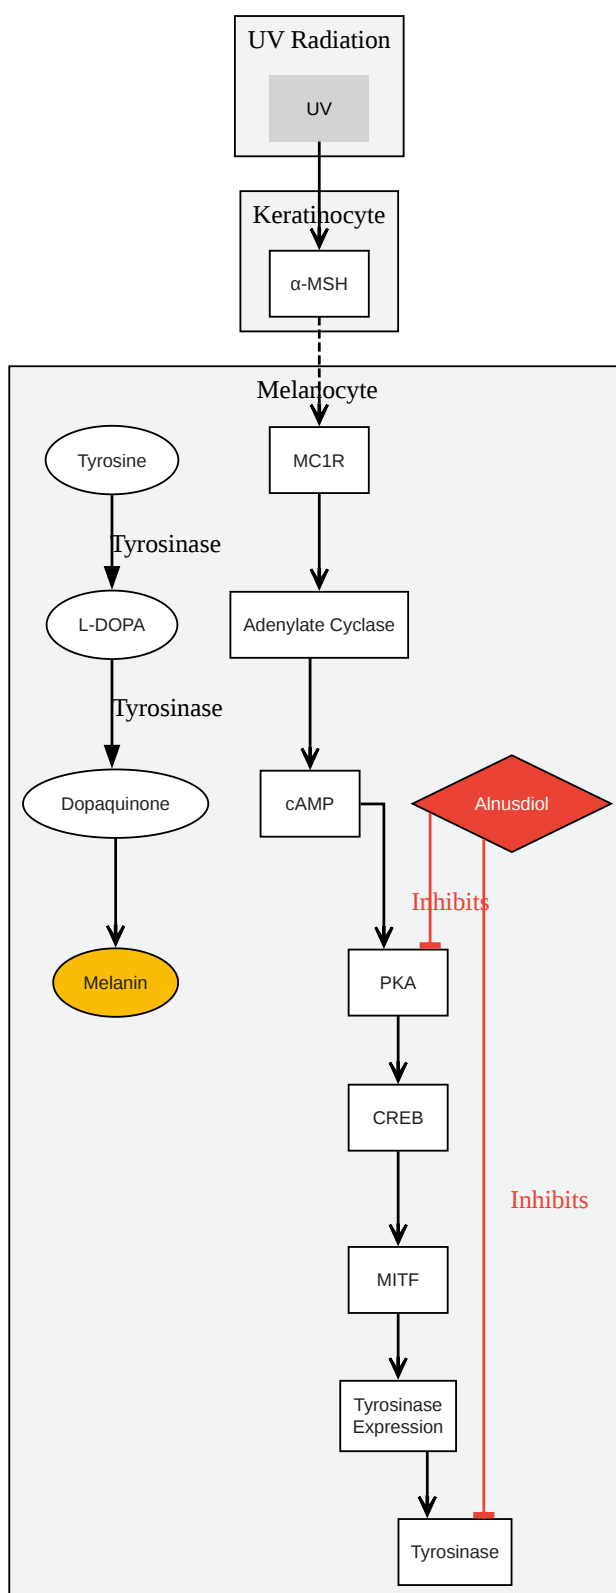 UV Radiation
UV
Keratinocyte
α-MSH
Melanocyte
Tyrosine
MC1R
Tyrosinase
L-DOPA
Adenylate Cyclase
Tyrosinase
Dopaquinone
cAMP
Alnusdiol
Inhibits
Melanin
PKA
CREB
Inhibits
MITF
Tyrosinase
Expression
Tyrosinase